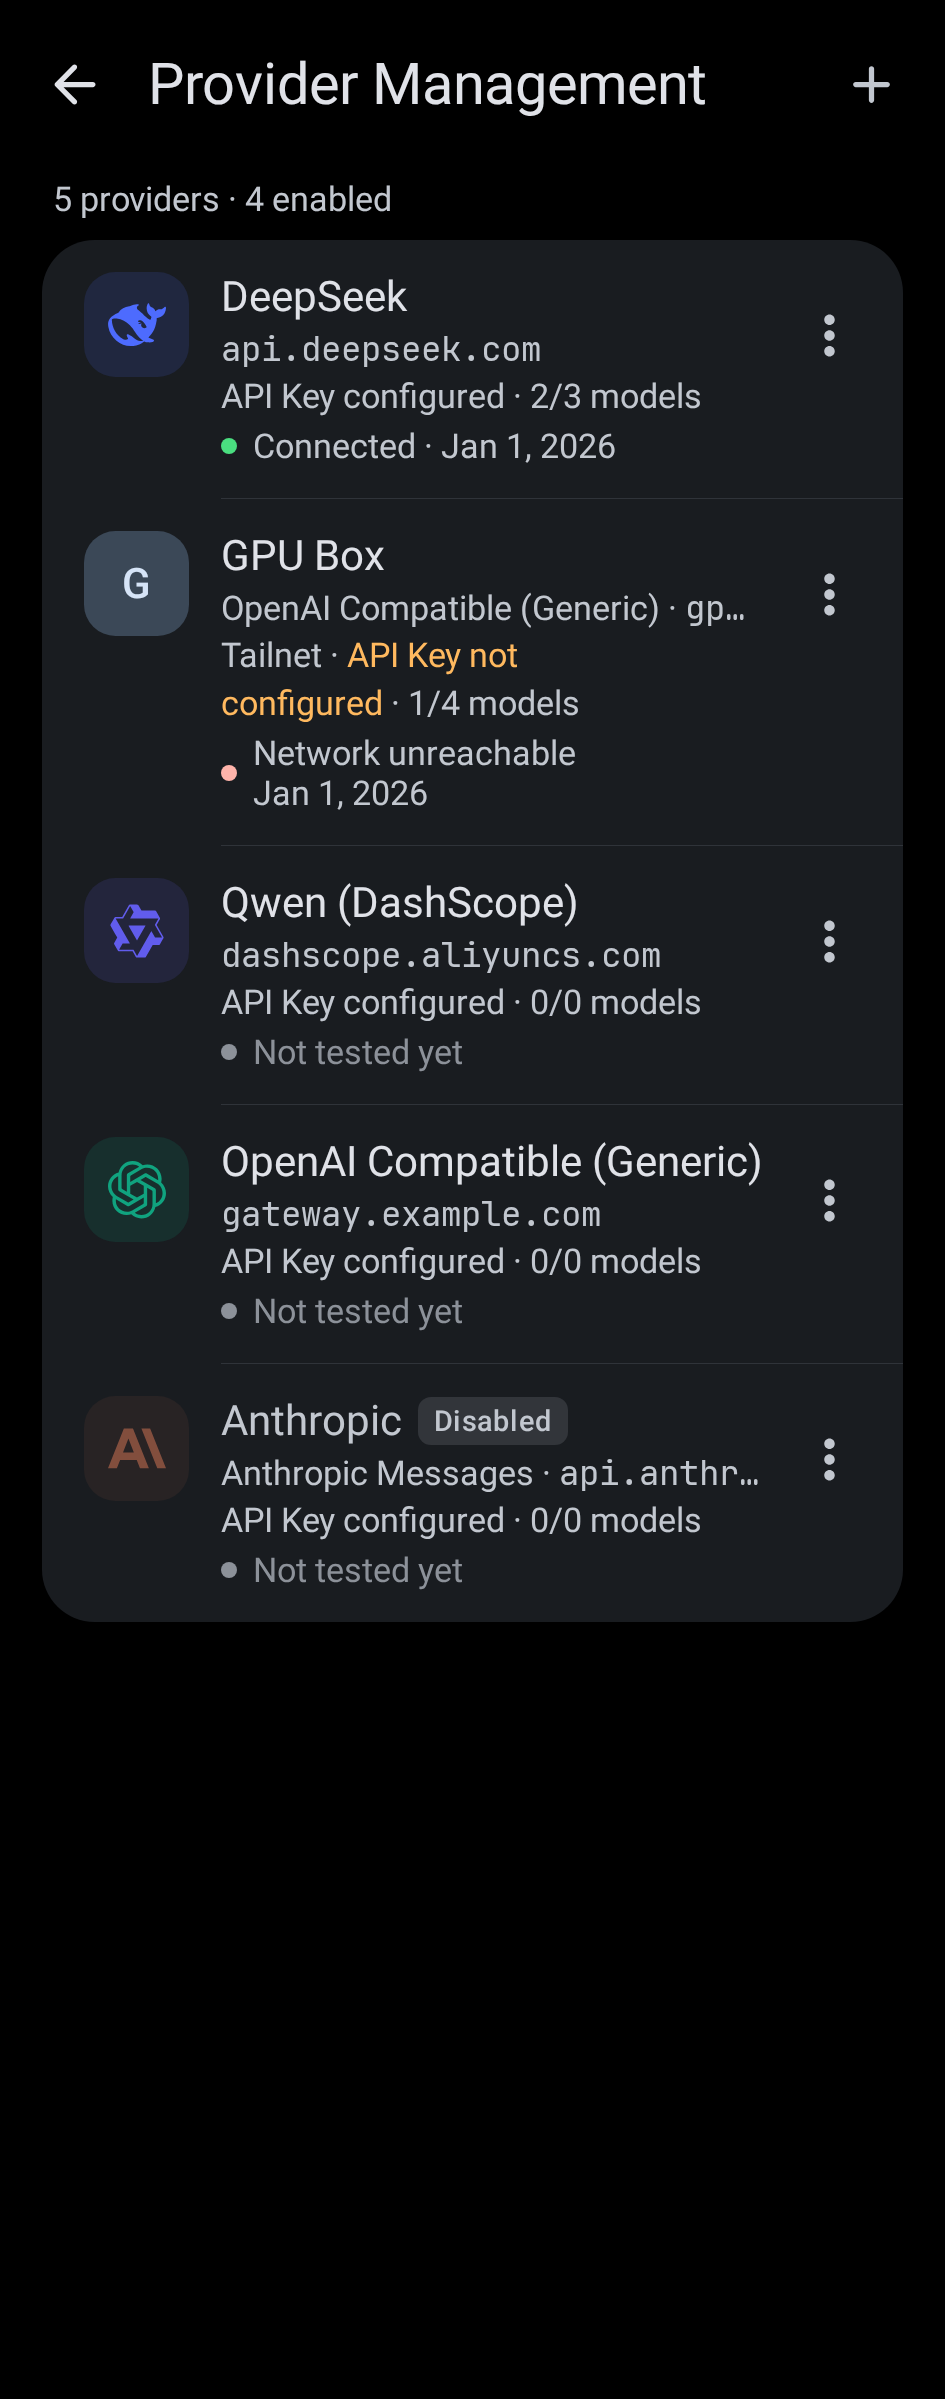 Provider Management
5 providers · 4 enabled
DeepSeek
api.deepseek.com
API Key configured · 2/3 models
Connected · Jan 1, 2026
G
GPU Box
OpenAI Compatible (Generic) · gp…
Tailnet · API Key not
configured · 1/4 models
Network unreachable
Jan 1, 2026
Qwen (DashScope)
dashscope.aliyuncs.com
API Key configured · 0/0 models
Not tested yet
OpenAI Compatible (Generic)
gateway.example.com
API Key configured · 0/0 models
Not tested yet
Anthropic Disabled
Anthropic Messages · api.anthr…
API Key configured · 0/0 models
Not tested yet